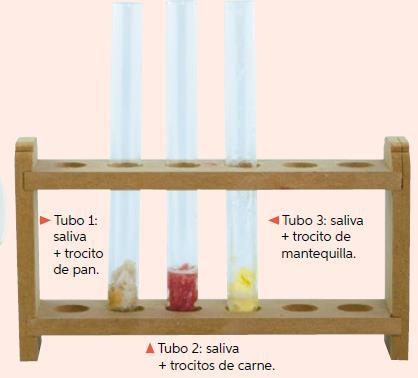 Tubo 1:
saliva
+ trocito
de pan.
Tubo 3: saliva
+ trocito de
mantequilla.
Tubo 2: saliva
+ trocitos de carne.